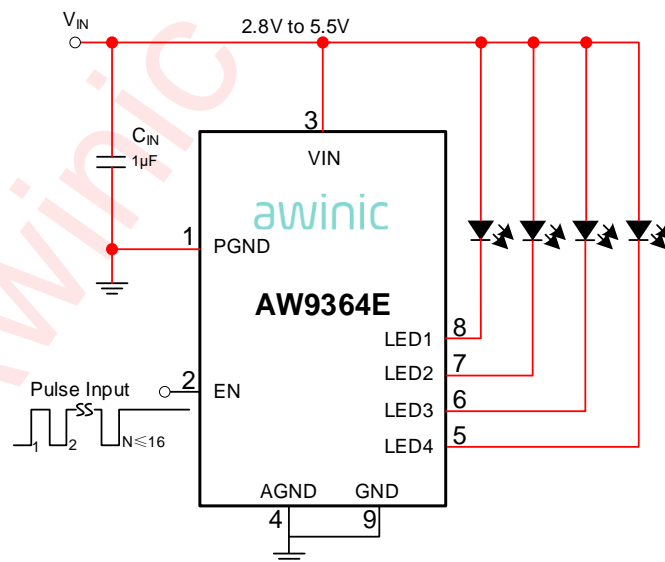 VIN
2.8V to 5.5V
3
CIN
1μF
VIN
awinic
1
PGND
AW9364E
LED1
8
LED2
7
Pulse Input
2
EN
LED3
6
1
2
N≤16
LED4
5
AGND
GND
4
9
awinic